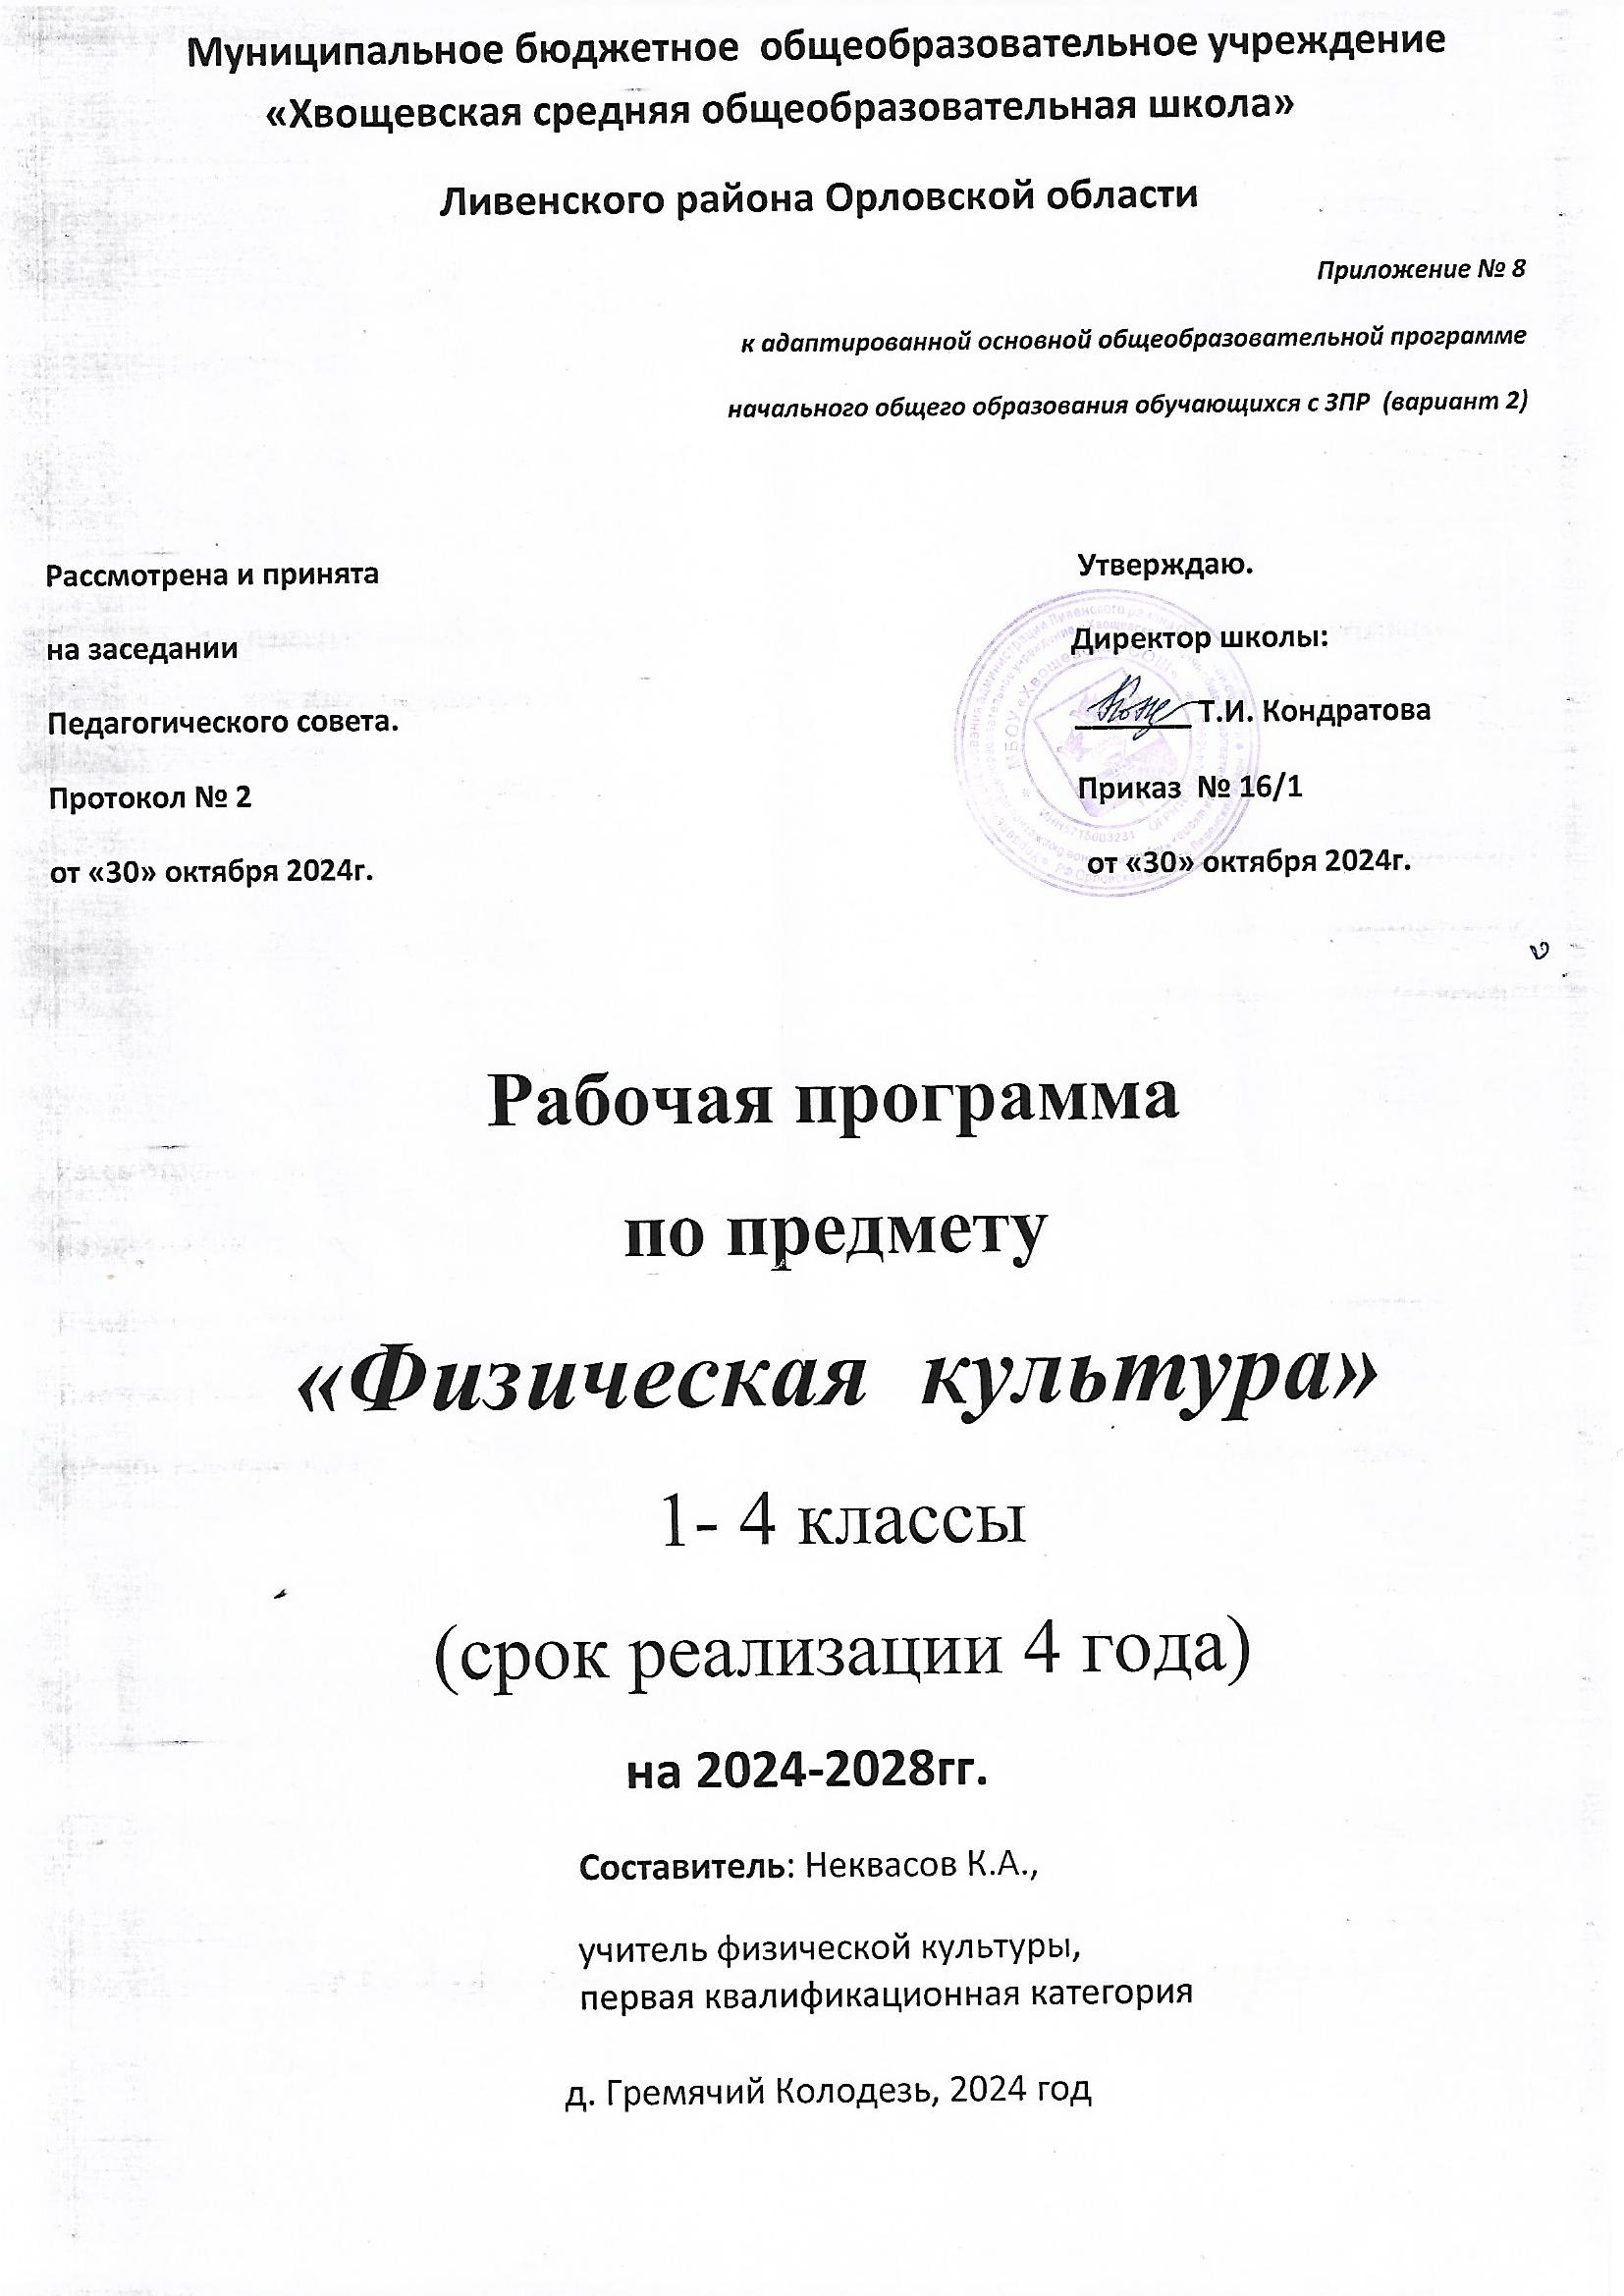 Муниципальное бюджетное общеобразовательное учреждение
«Хвощевская средняя общеобразовательная школа»
Ливенского района Орловской области
Приложение № 8
к адаптированной основной общеобразовательной программе
начального общего образования обучающихся с ЗПР (вариант 2)
Рассмотрена и принята
на заседании
Педагогического совета.
Протокол № 2
от «30» октября 2024г.
Утверждаю.
Директор школы:
Т.И. Кондратова
Приказ № 16/1
от «30» октября 2024г.
МБОУ «Хвощевская СОШ»
ИНН5715003231
Рабочая программа
по предмету
«Физическая культура»
1- 4 классы
(срок реализации 4 года)
на 2024-2028гг.
Составитель: Неквасов К.А.,
учитель физической культуры,
первая квалификационная категория
д. Гремячий Колодезь, 2024 год